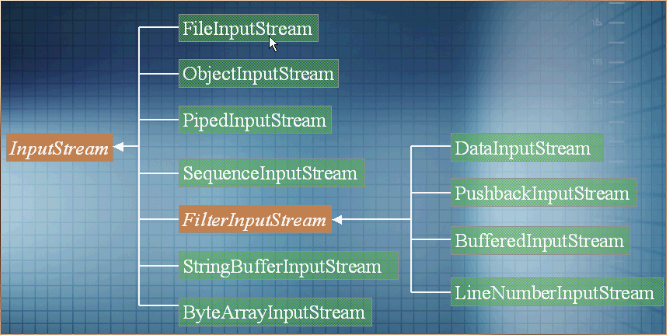 FileInputStream
ObjectInputStream
PipedInputStream
InputStream
DataInputStream
SequenceInputStream
PushbackInputStream
FilterInputStream
BufferedInputStream
StringBufferInputStream
LineNumberInputStream
ByteArrayInputStream